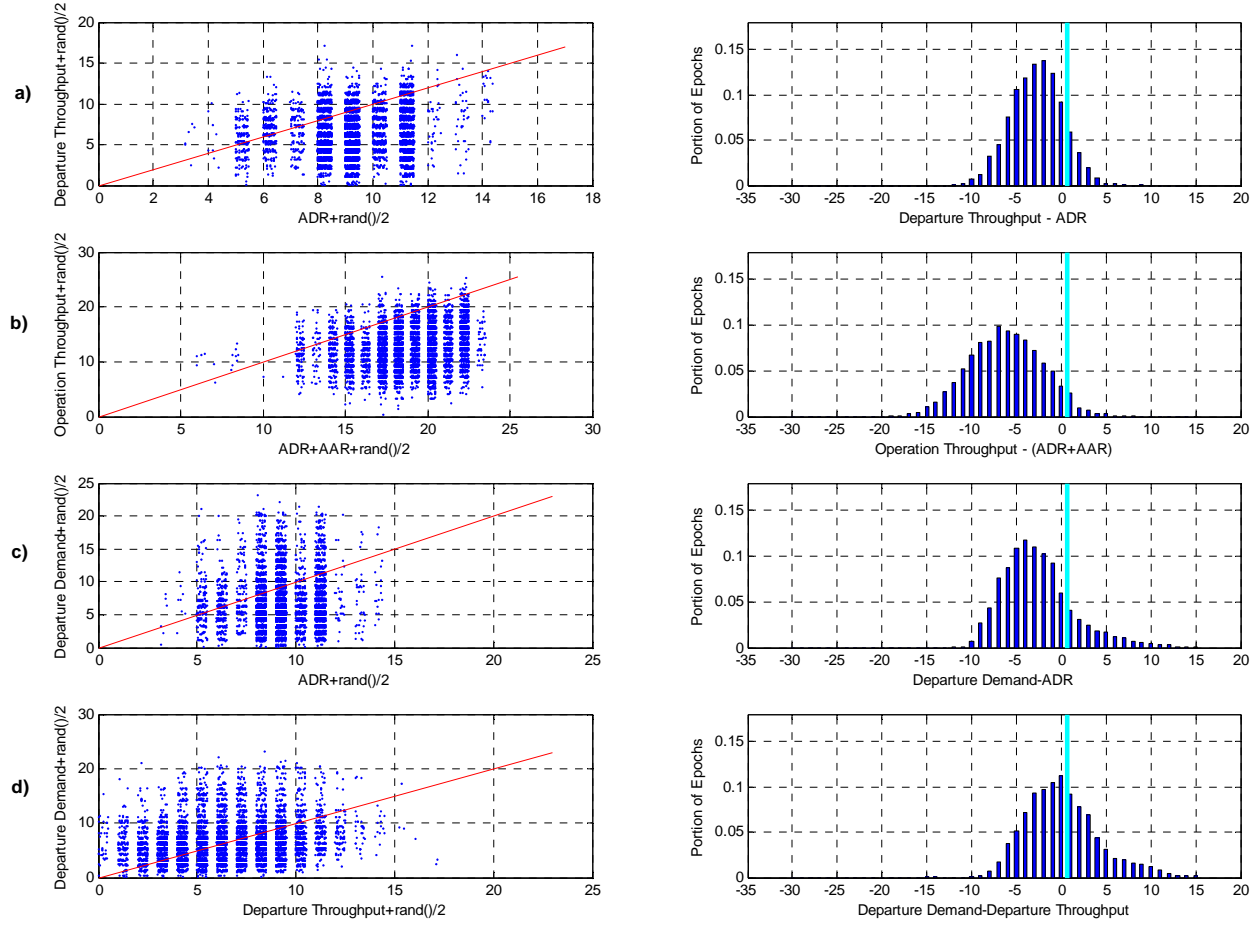 a)
Departure Throughput+rand()/2
20
15
10
5
0
0 2 4 6 8 10 12 14 16 18
ADR+rand()/2
Portion of Epochs
0.15
0.1
0.05
0
-35 -30 -25 -20 -15 -10 -5 0 5 10 15 20
Departure Throughput - ADR
b)
Operation Throughput+rand()/2
30
20
10
0
0 5 10 15 20 25 30
ADR+AAR+rand()/2
Portion of Epochs
0.15
0.1
0.05
0
-35 -30 -25 -20 -15 -10 -5 0 5 10 15 20
Operation Throughput - (ADR+AAR)
c)
Departure Demand+rand()/2
25
20
15
10
5
0
0 5 10 15 20 25
ADR+rand()/2
Portion of Epochs
0.15
0.1
0.05
0
-35 -30 -25 -20 -15 -10 -5 0 5 10 15 20
Departure Demand-ADR
d)
Departure Demand+rand()/2
30
20
10
0
0 5 10 15 20 25
Departure Throughput+rand()/2
Portion of Epochs
0.15
0.1
0.05
0
-35 -30 -25 -20 -15 -10 -5 0 5 10 15 20
Departure Demand-Departure Throughput